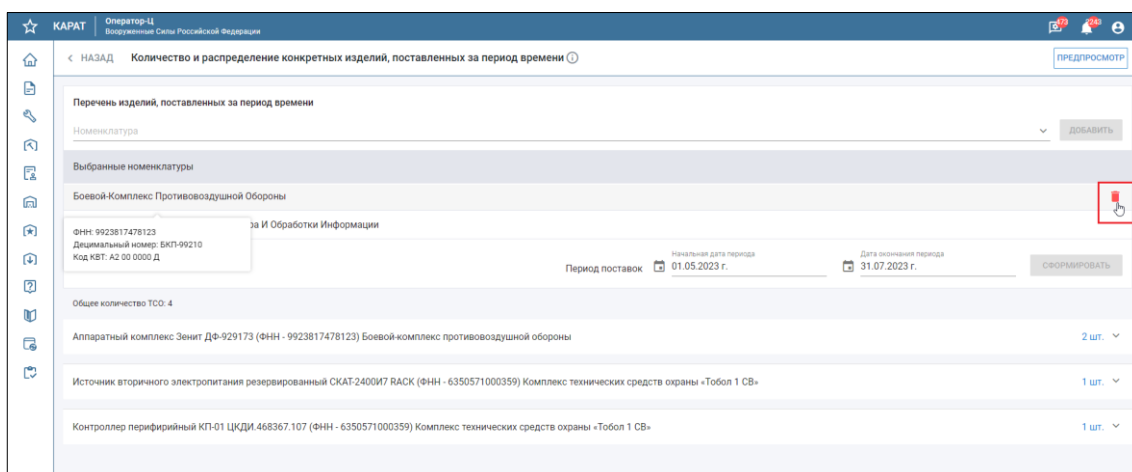 КАРАТ
Оператор-Ц
Вооруженные Силы Российской Федерации
473
2243
< НАЗАД Количество и распределение конкретных изделий, поставленных за период времени
ПРЕДПРОСМОТР
Перечень изделий, поставленных за период времени
Номенклатура
ДОБАВИТЬ
Выбранные номенклатуры
Боевой-Комплекс Противовоздушной Обороны
ра И Обработки Информации
ФНН: 9923817478123
Децимальный номер: БКП-99210
Код КВТ: А2 00 0000 Д
Период поставок
Начальная дата периода
01.05.2023 г.
Дата окончания периода
31.07.2023 г.
СФОРМИРОВАТЬ
Общее количество ТСО: 4
Аппаратный комплекс Зенит ДФ-929173 (ФНН - 9923817478123) Боевой-комплекс противовоздушной обороны 2 шт.
Источник вторичного электропитания резервированный СКАТ-2400И7 RACK (ФНН - 6350571000359) Комплекс технических средств охраны «Тобол 1 СВ» 1 шт.
Контроллер перифирийный КП-01 ЦКДИ.468367.107 (ФНН - 6350571000359) Комплекс технических средств охраны «Тобол 1 СВ» 1 шт.